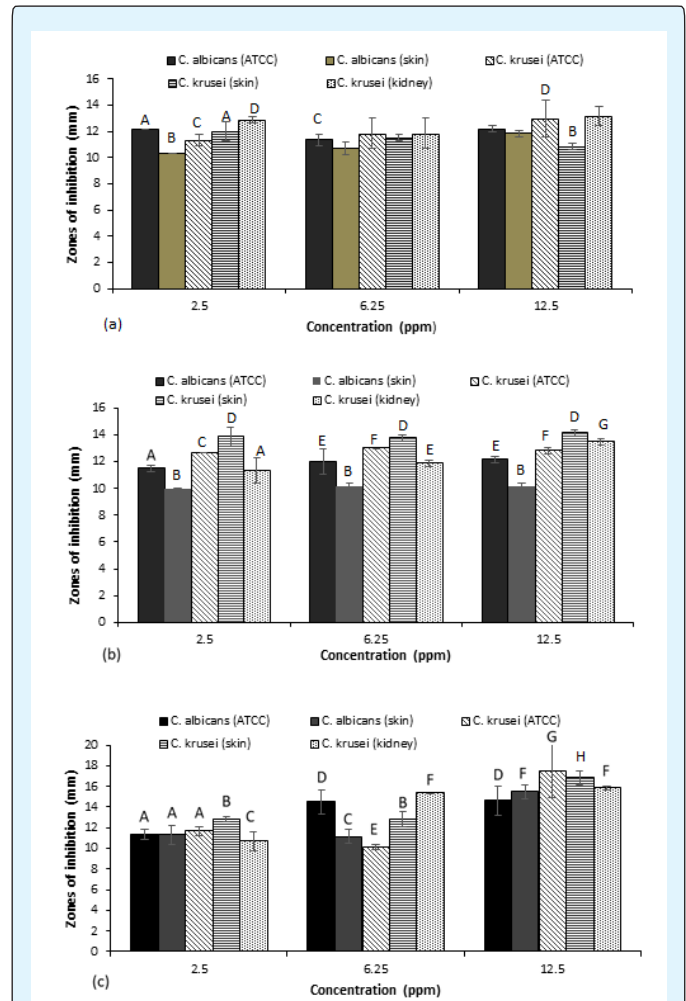 C. albicans (ATCC) C. albicans (skin) C. krusei (ATCC)
C. krusei (skin) C. krusei (kidney)
Zones of inhibition (mm)
16
14
12
10
8
6
4
2
0
A B C A D C D B
2.5 6.25 12.5
(a)
Concentration (ppm)
C. albicans (ATCC) C. albicans (skin) C. krusei (ATCC)
C. krusei (skin) C. krusei (kidney)
Zones of inhibition (mm)
16
14
12
10
8
6
4
2
0
A B C D A E B F D E E B F D G
2.5 6.25 12.5
(b)
Concentration (ppm)
C. albicans (ATCC) C. albicans (skin) C. krusei (ATCC)
C. krusei (skin) C. krusei (kidney)
Zones of inhibition (mm)
20
18
16
14
12
10
8
6
4
2
0
A A A B C D C E B F D F G H F
2.5 6.25 12.5
(c)
Concentration (ppm)